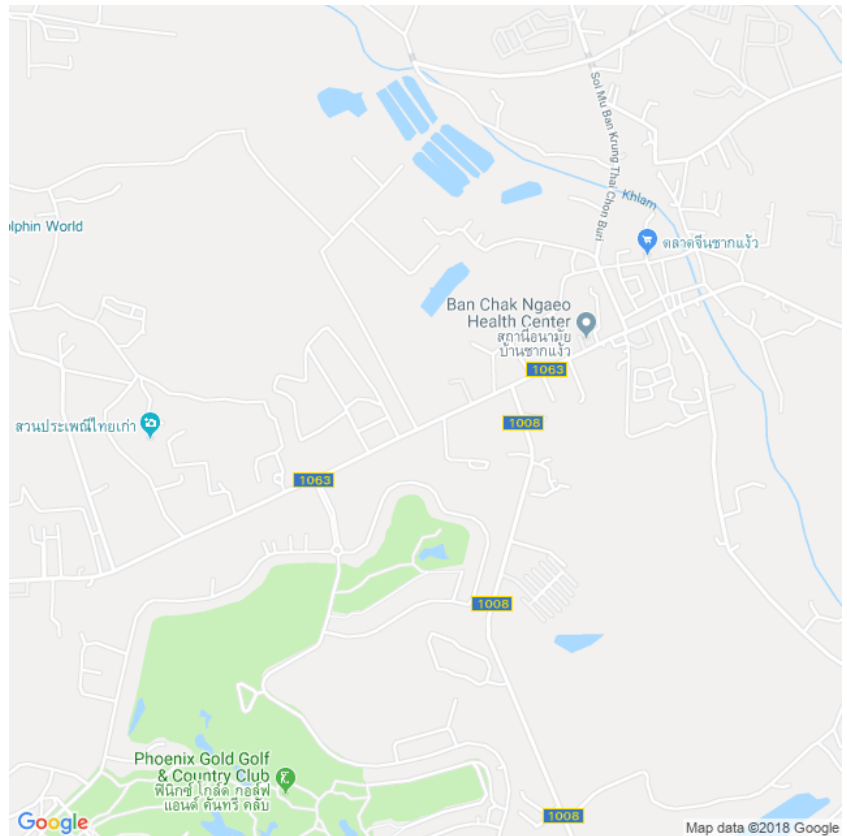 Soi Mu Ban Krung Thai Chon Buri
Khlam
olphin World
ตลาดจีนชากแง้ว
Ban Chak Ngaeo
Health Center
สถานีอนามัย
บ้านชากแง้ว
1063
1008
สวนประเพณีไทยเก่า
1063
1008
Phoenix Gold Golf
& Country Club
ฟีนิกซ์ โกล์ด กอล์ฟ
แอนด์ คันทรี คลับ
1008
Google
Map data ©2018 Google